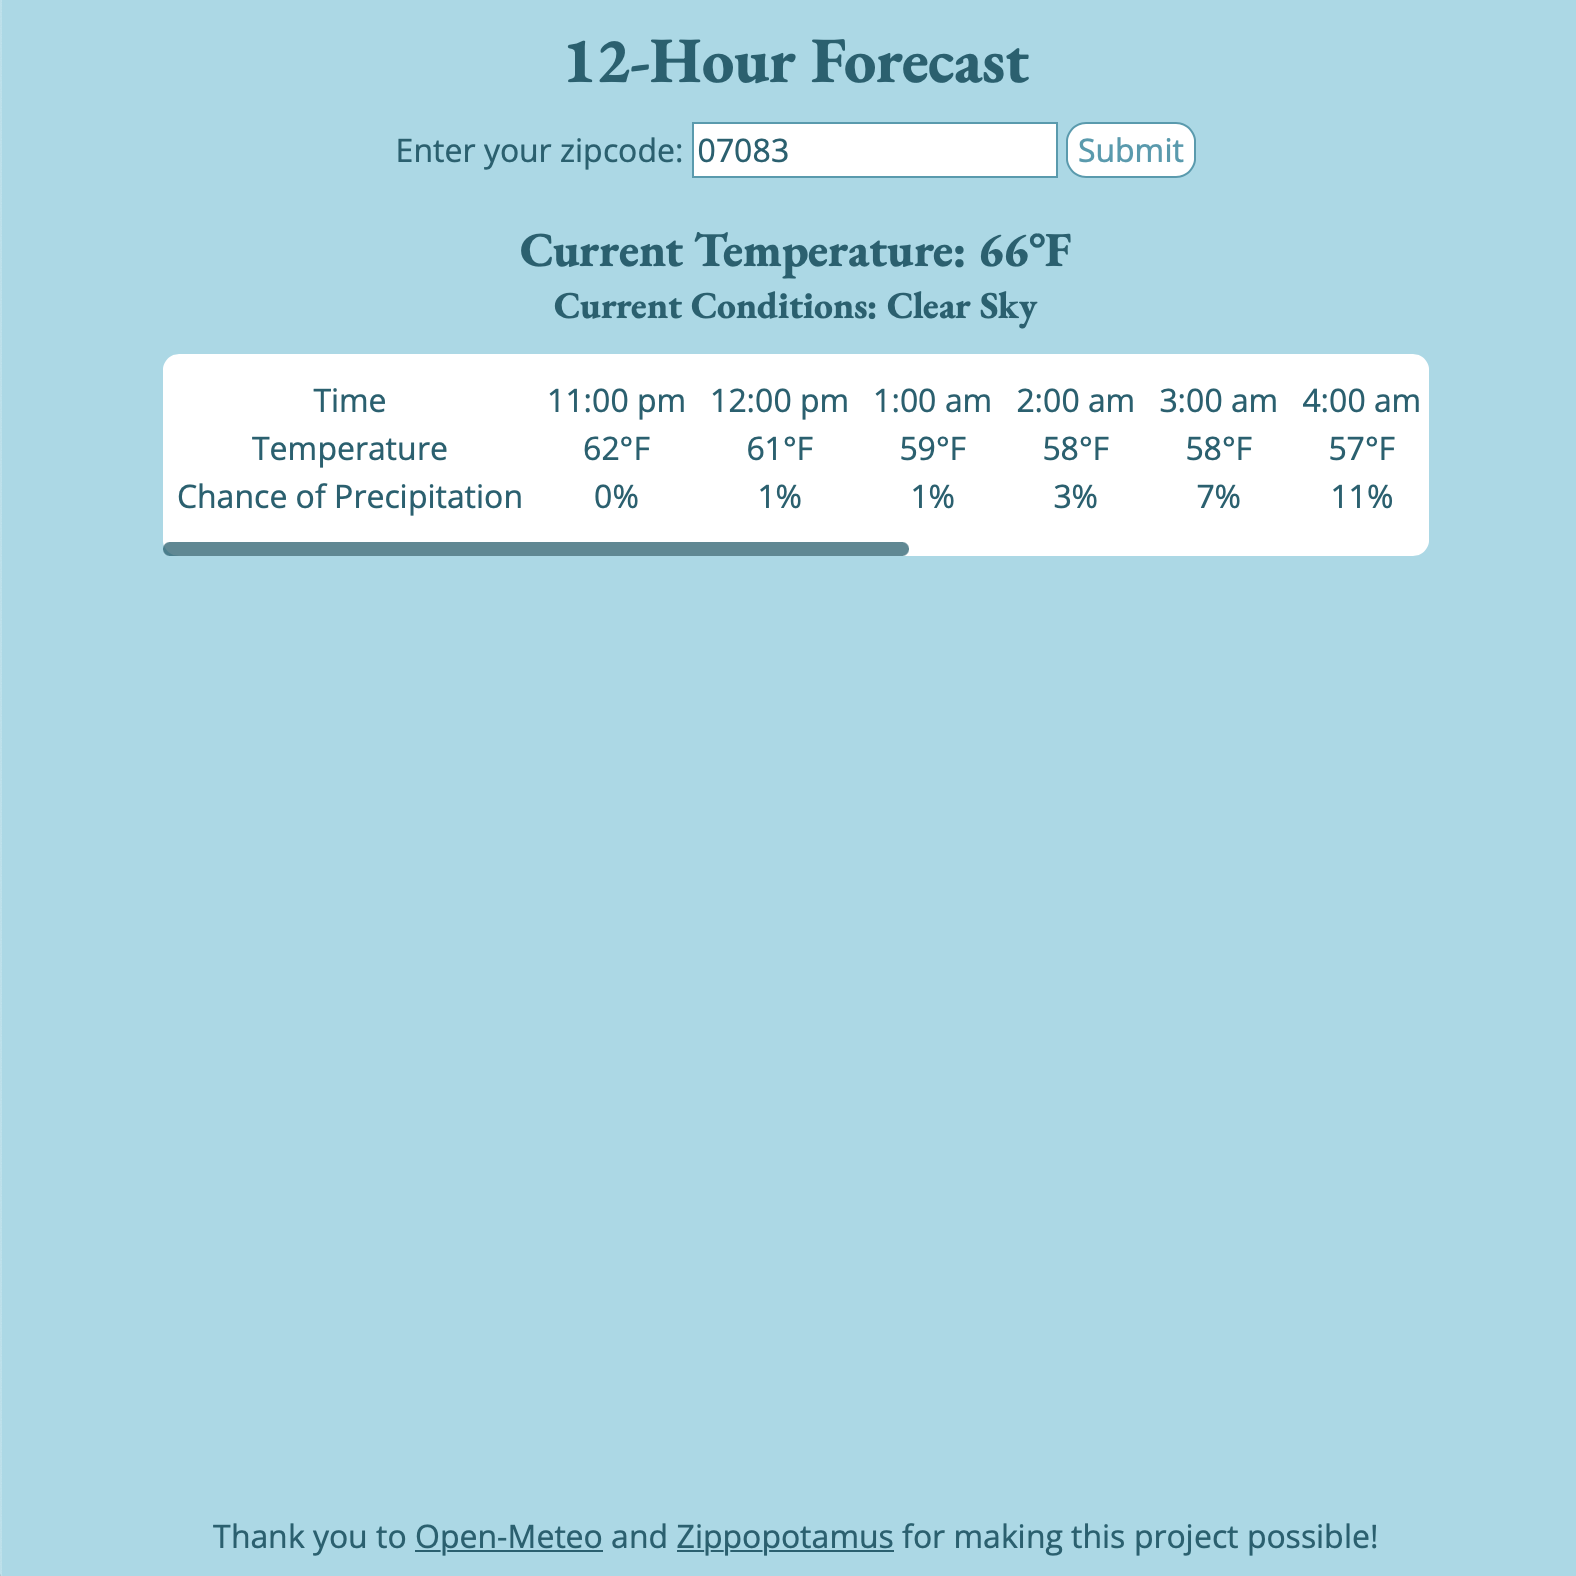 12-Hour Forecast
Enter your zipcode: 07083 Submit
Current Temperature: 66°F
Current Conditions: Clear Sky
Time 11:00 pm 12:00 pm 1:00 am 2:00 am 3:00 am 4:00 am
Temperature 62°F 61°F 59°F 58°F 58°F 57°F
Chance of Precipitation 0% 1% 1% 3% 7% 11%
Thank you to Open-Meteo and Zippopotamus for making this project possible!